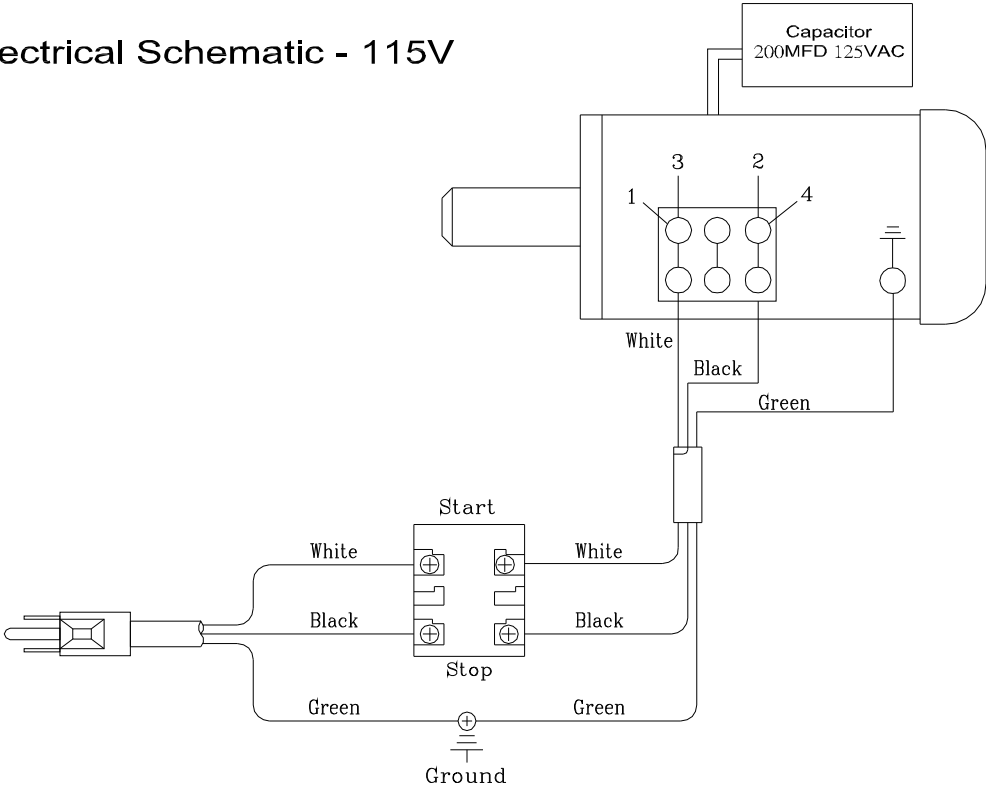 ectrical Schematic - 115V
Capacitor
200MFD 125VAC
3
2
1
4
White
Black
Green
Start
White
White
Black
Black
Stop
Green
Green
Ground